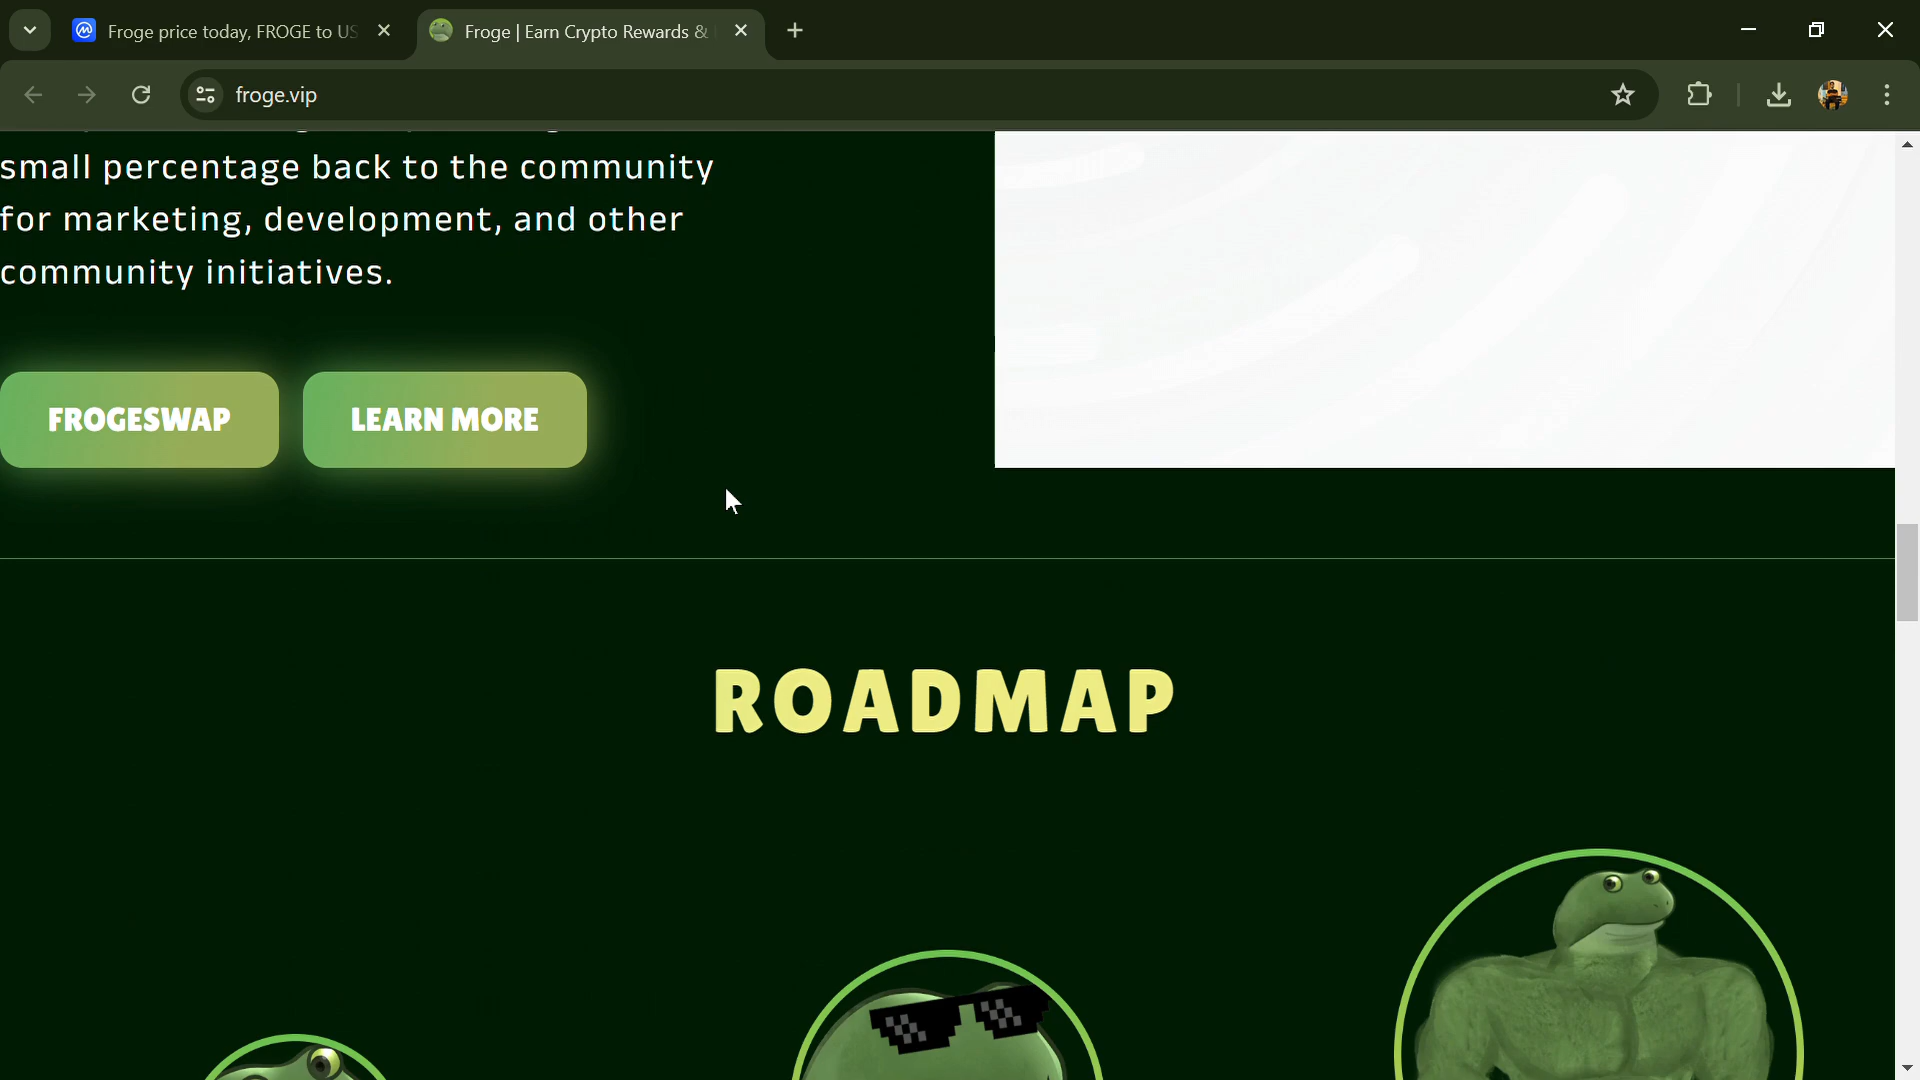 Froge price today, FROGE to US
Froge | Earn Crypto Rewards &
froge.vip
small percentage back to the community
for marketing, development, and other
community initiatives.
FROGESWAP
LEARN MORE
ROADMAP